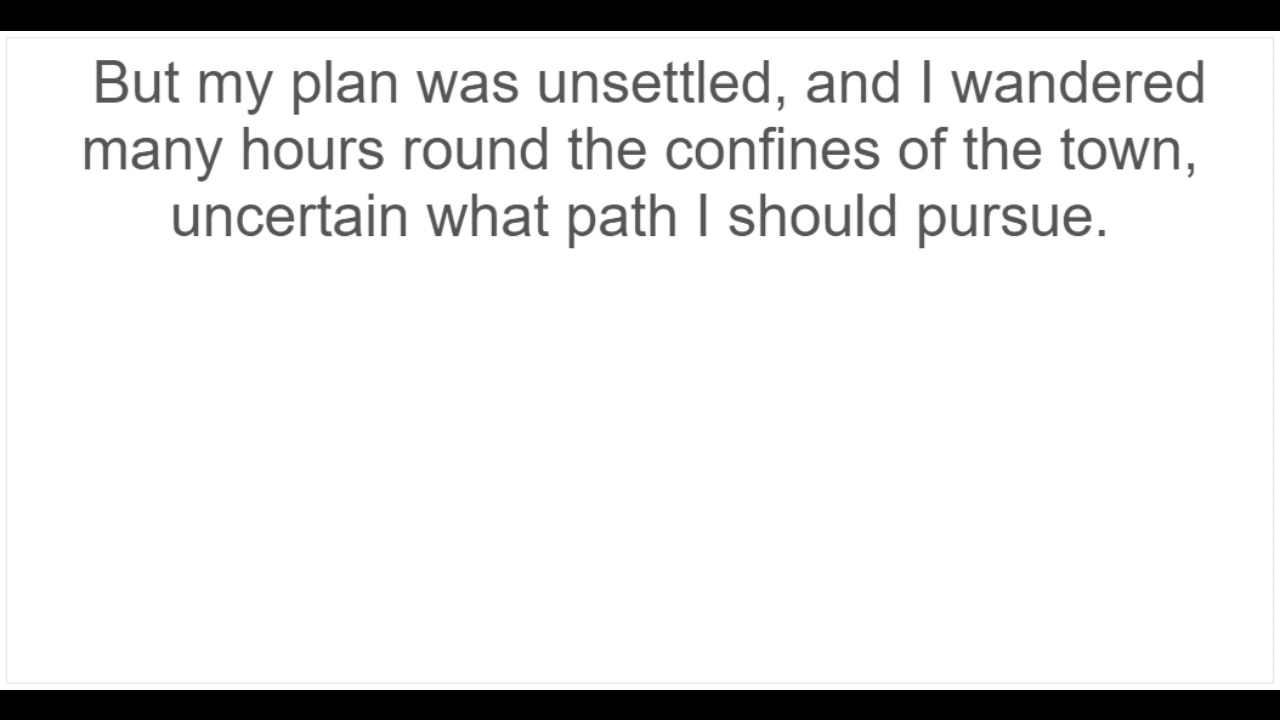 But my plan was unsettled, and I wandered
many hours round the confines of the town,
uncertain what path I should pursue.